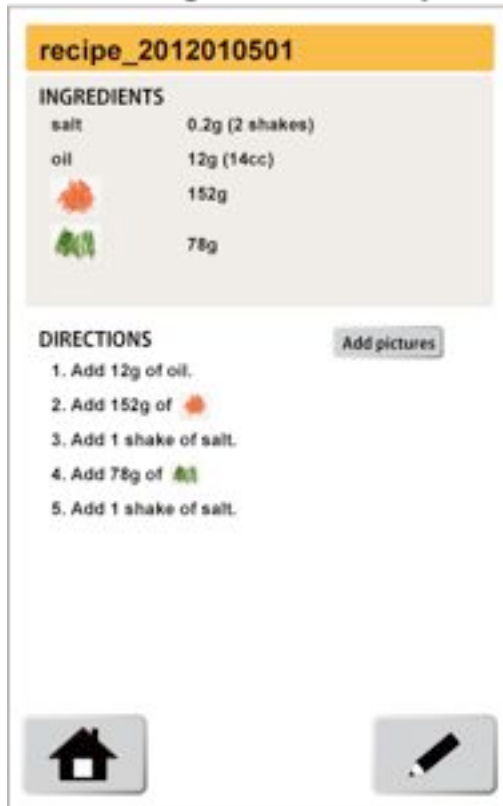 recipe_2012010501
INGREDIENTS
salt 0.2g (2 shakes)
oil 12g (14cc)
152g
78g
DIRECTIONS
Add pictures
1. Add 12g of oil.
2. Add 152g of
3. Add 1 shake of salt.
4. Add 78g of
5. Add 1 shake of salt.